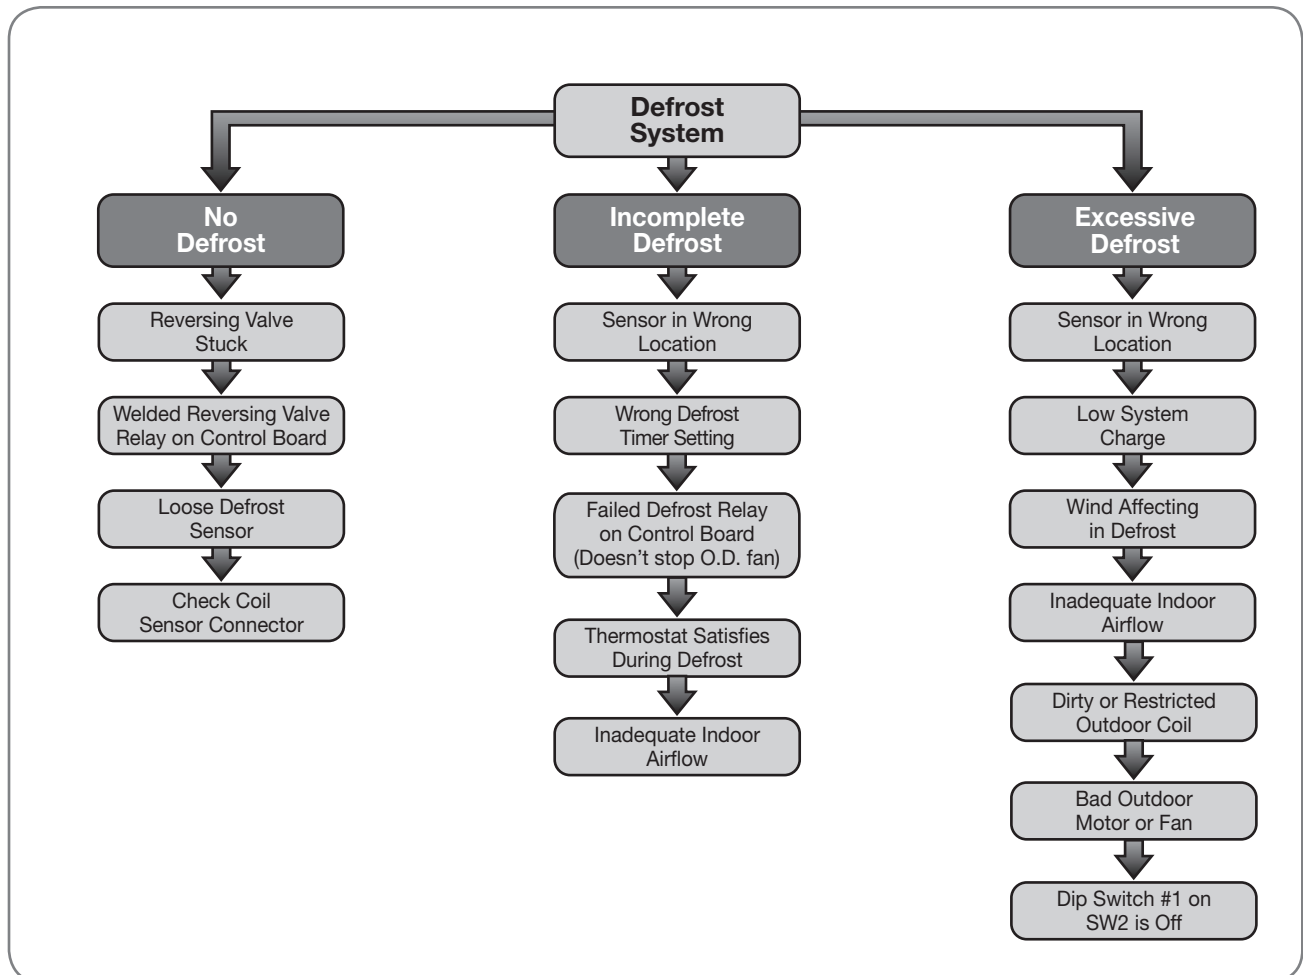 Defrost
System
No
Defrost
Reversing Valve
Stuck
Welded Reversing Valve
Relay on Control Board
Loose Defrost
Sensor
Check Coil
Sensor Connector
Incomplete
Defrost
Sensor in Wrong
Location
Wrong Defrost
Timer Setting
Failed Defrost Relay
on Control Board
(Doesn't stop O.D. fan)
Thermostat Satisfies
During Defrost
Inadequate Indoor
Airflow
Excessive
Defrost
Sensor in Wrong
Location
Low System
Charge
Wind Affecting
in Defrost
Inadequate Indoor
Airflow
Dirty or Restricted
Outdoor Coil
Bad Outdoor
Motor or Fan
Dip Switch #1 on
SW2 is Off